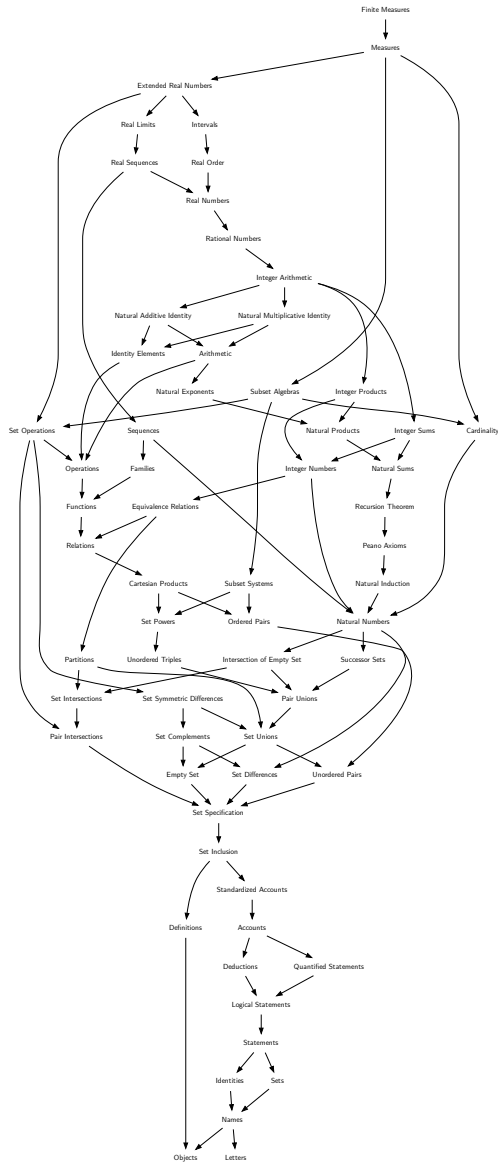 Finite Measures
Measures
Extended Real Numbers
Real Limits
Intervals
Real Sequences
Real Order
Real Numbers
Rational Numbers
Integer Arithmetic
Natural Additive Identity
Natural Multiplicative Identity
Identity Elements
Arithmetic
Natural Exponents
Subset Algebras
Integer Products
Set Operations
Sequences
Natural Products
Integer Sums
Cardinality
Operations
Families
Integer Numbers
Natural Sums
Functions
Equivalence Relations
Recursion Theorem
Relations
Peano Axioms
Cartesian Products
Subset Systems
Natural Induction
Set Powers
Ordered Pairs
Natural Numbers
Partitions
Unordered Triples
Intersection of Empty Set
Successor Sets
Set Intersections
Set Symmetric Differences
Pair Unions
Pair Intersections
Set Complements
Set Unions
Empty Set
Set Differences
Unordered Pairs
Set Specification
Set Inclusion
Standardized Accounts
Definitions
Accounts
Deductions
Quantified Statements
Logical Statements
Statements
Identities
Sets
Names
Objects
Letters